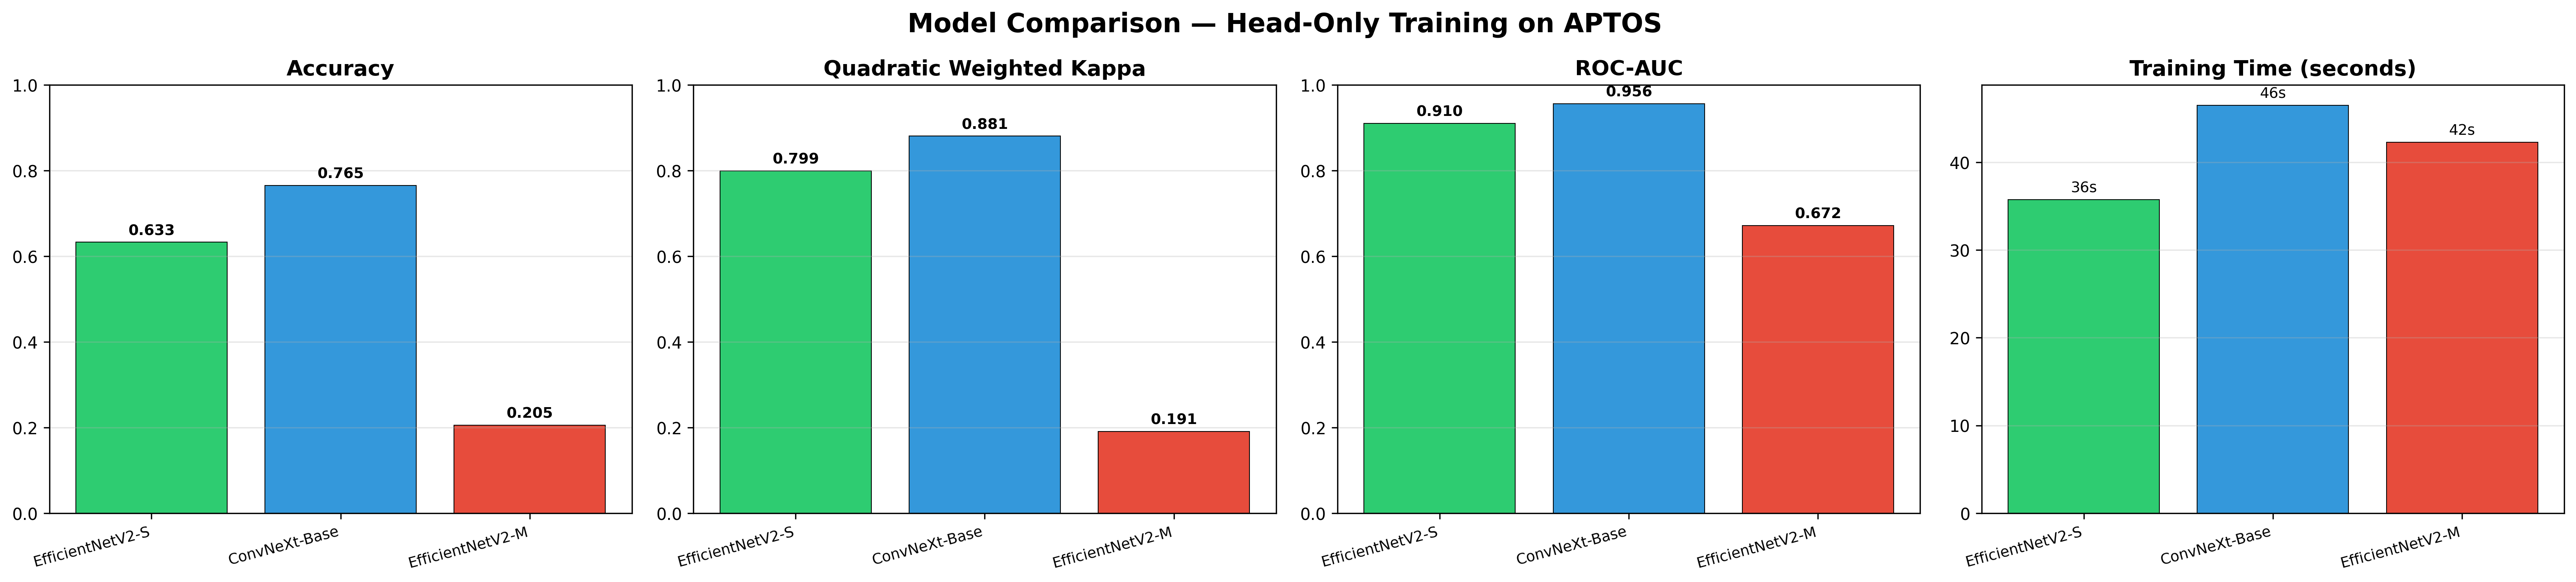 Model Comparison — Head-Only Training on APTOS
Accuracy
1.0
0.8
0.6
0.4
0.2
0.0
0.633
0.765
0.205
EfficientNetV2-S
ConvNeXt-Base
EfficientNetV2-M
Quadratic Weighted Kappa
1.0
0.8
0.6
0.4
0.2
0.0
0.799
0.881
0.191
EfficientNetV2-S
ConvNeXt-Base
EfficientNetV2-M
ROC-AUC
1.0
0.8
0.6
0.4
0.2
0.0
0.910
0.956
0.672
EfficientNetV2-S
ConvNeXt-Base
EfficientNetV2-M
Training Time (seconds)
40
30
20
10
0
36s
46s
42s
EfficientNetV2-S
ConvNeXt-Base
EfficientNetV2-M